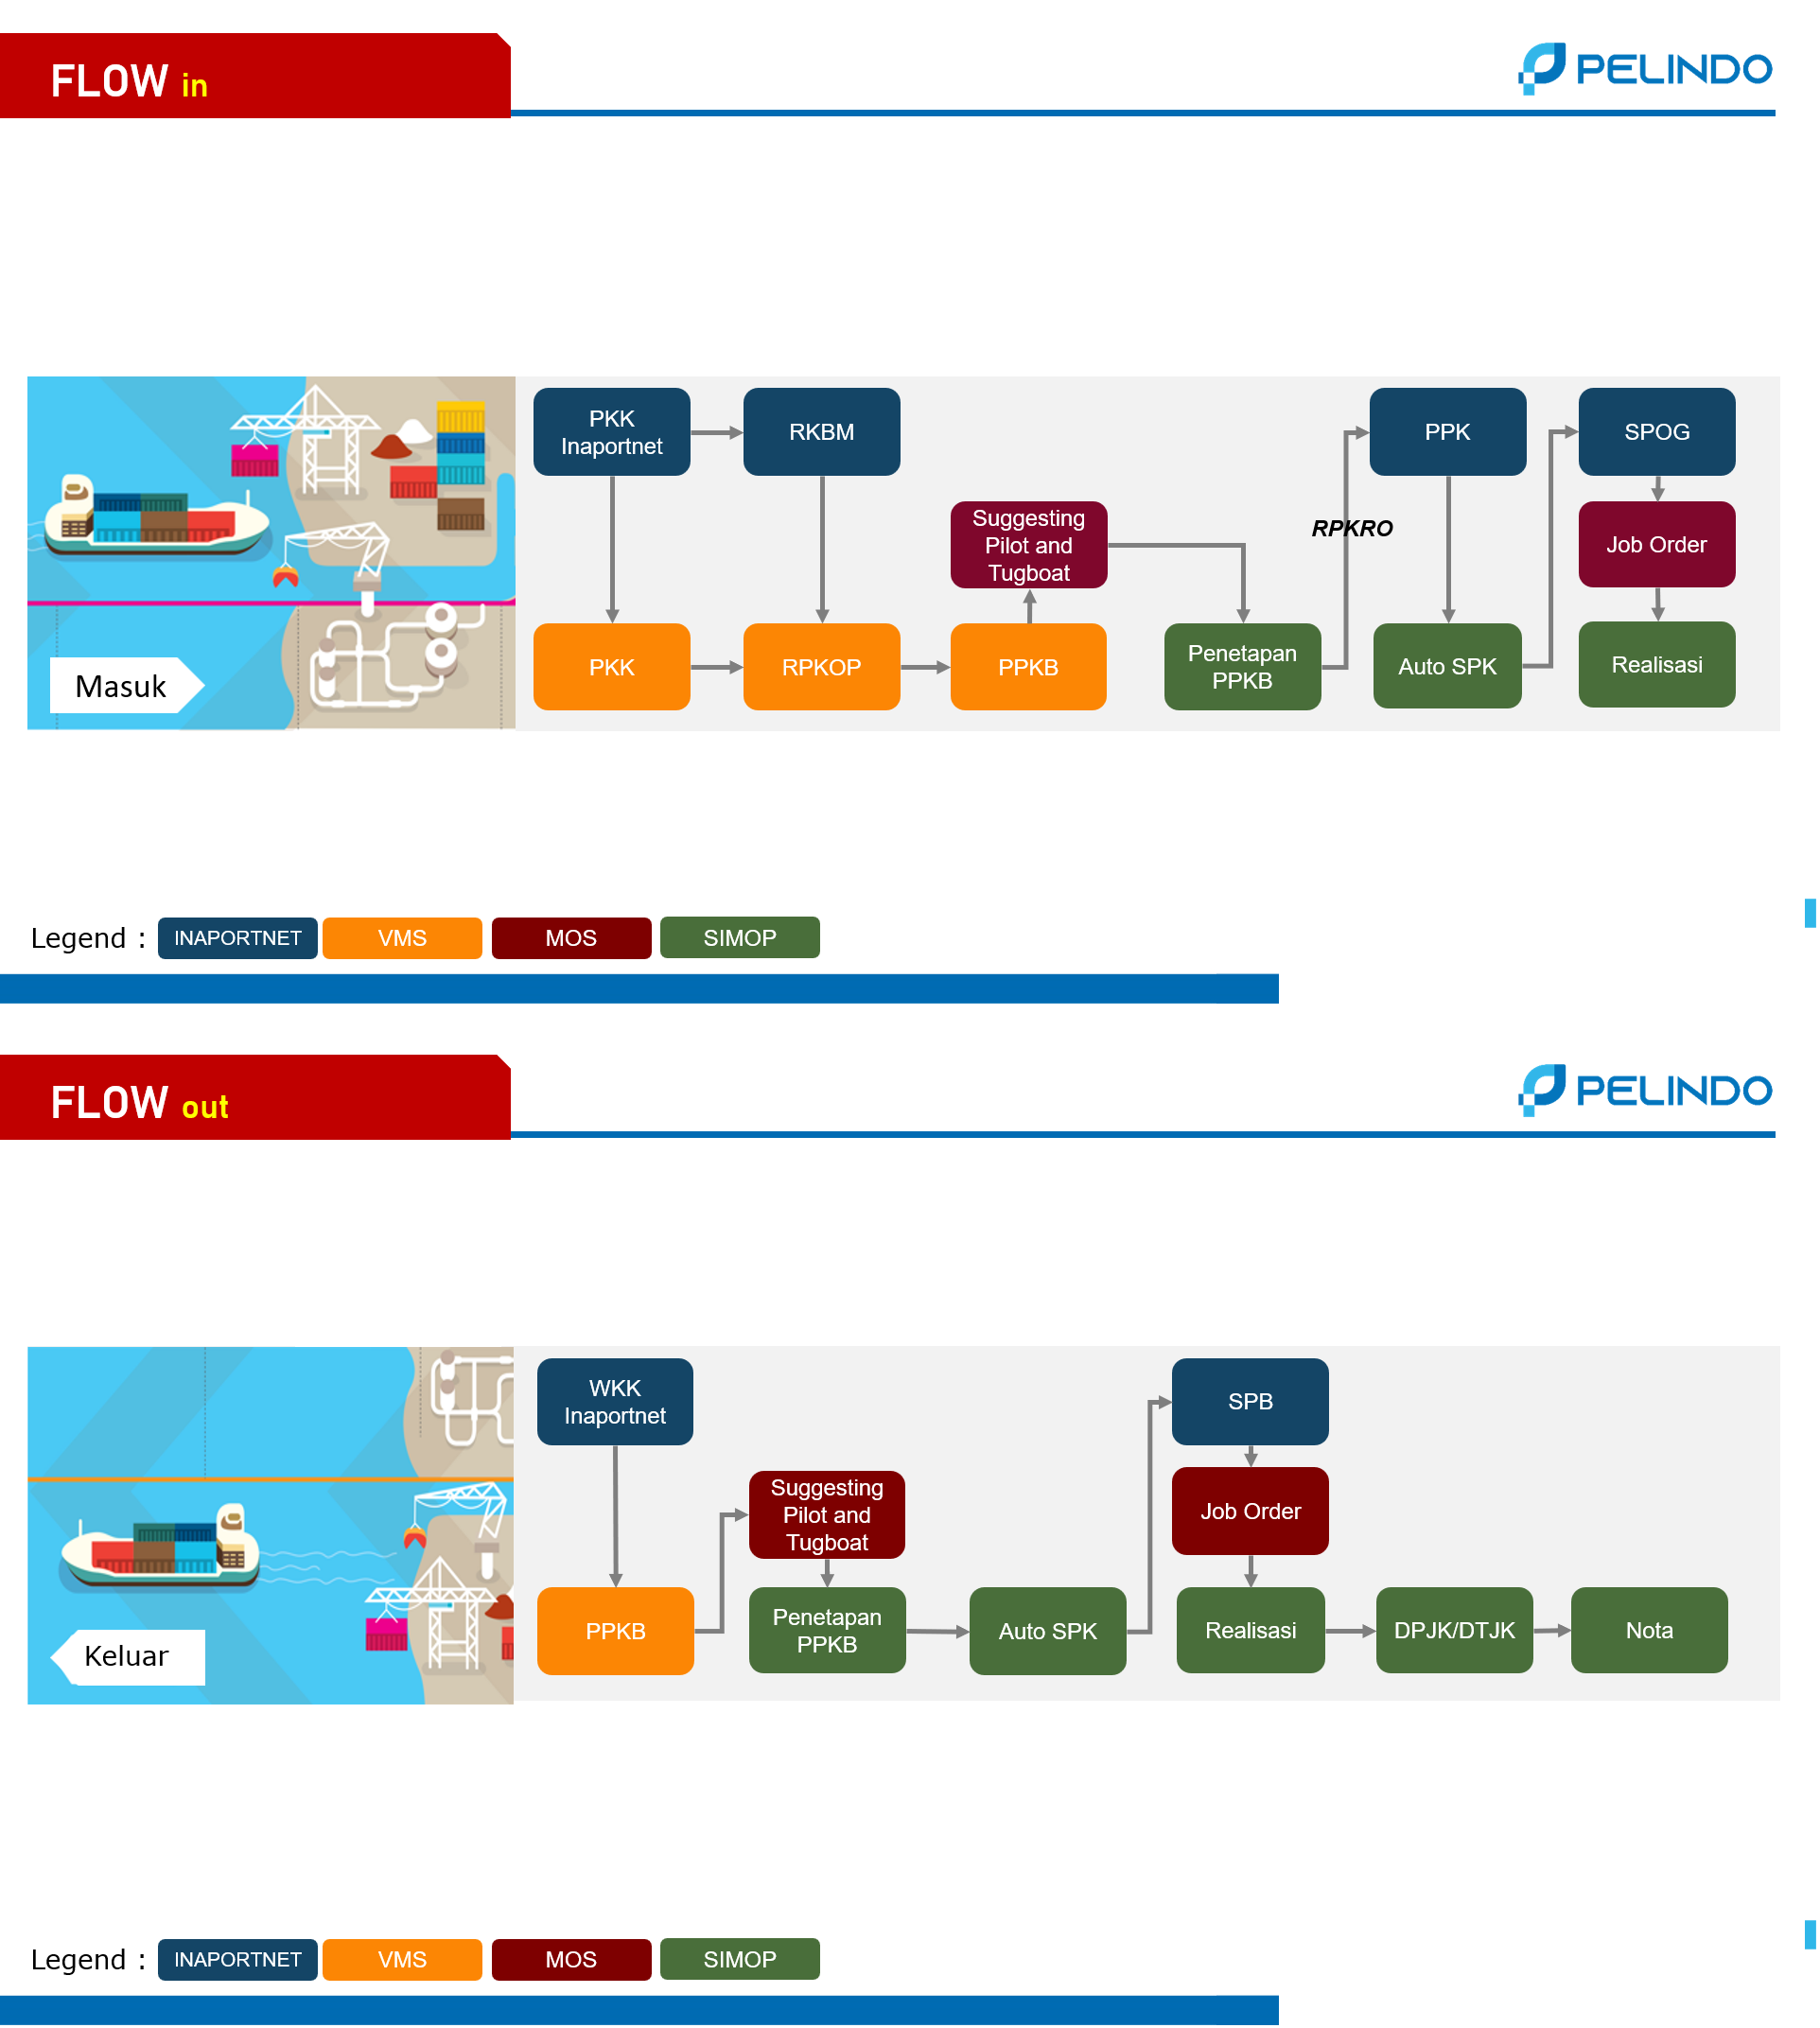 FLOW in
PELINDO
PKK
Inaportnet
RKBM
PPK
SPOG
Suggesting
Pilot and
Tugboat
RPKRO
Job Order
Masuk
PKK
RPKOP
PPKB
Penetapan
PPKB
Auto SPK
Realisasi
Legend :
INAPORTNET
VMS
MOS
SIMOP
FLOW out
PELINDO
WKK
Inaportnet
SPB
Suggesting
Pilot and
Tugboat
Job Order
Keluar
PPKB
Penetapan
PPKB
Auto SPK
Realisasi
DPJK/DTJK
Nota
Legend :
INAPORTNET
VMS
MOS
SIMOP